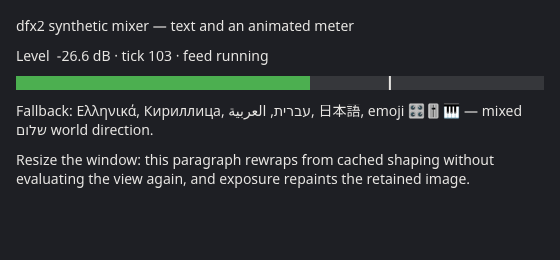 dfx2 synthetic mixer — text and an animated meter
Level -26.6 dB · tick 103 · feed running
Fallback: Ελληνικά, Кириллица, עברית, العربية, 日本語, emoji 🎛️🎚️🎹 — mixed
שלום world direction.
Resize the window: this paragraph rewraps from cached shaping without
evaluating the view again, and exposure repaints the retained image.